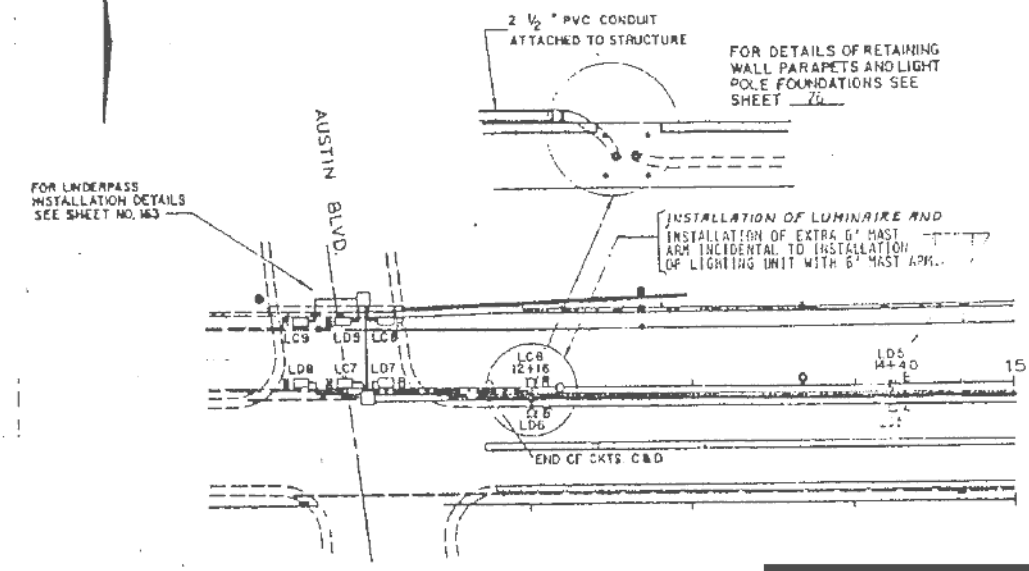 2 ½ " PVC CONDUIT
ATTACHED TO STRUCTURE
FOR DETAILS OF RETAINING
WALL PARAPETS AND LIGHT
POLE FOUNDATIONS SEE
SHEET
AUSTIN BLVD.
FOR UNDERPASS
INSTALLATION DETAILS
SEE SHEET NO. 163
INSTALLATION OF LUMINAIRE AND
INSTALLATION OF EXTRA 6' MAST
ARM INCIDENTAL TO INSTALLATION
OF LIGHTING UNIT WITH 6' MAST ARM.
LC9 LD9 LC8
LD8 LC7 LD7
LC6
12+16
LD6
LD5
14+40
E
15
END OF CKTS. C&D